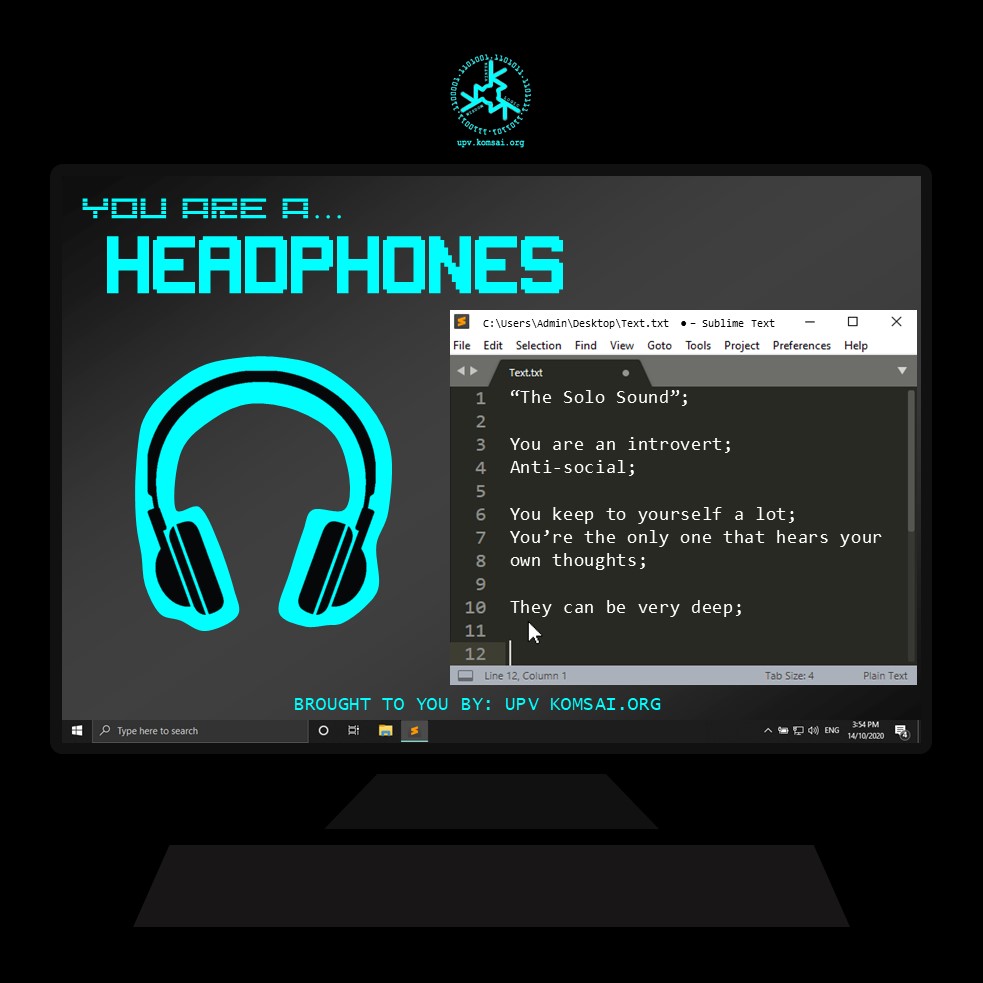 upv.komsai.org
YOU ARE A...
HEADPHONES
C:\Users\Admin\Desktop\Text.txt • - Sublime Text
File Edit Selection Find View Goto Tools Project Preferences Help
Text.txt
1 “The Solo Sound”;
2
3 You are an introvert;
4 Anti-social;
5
6 You keep to yourself a lot;
7 You’re the only one that hears your
8 own thoughts;
9
10 They can be very deep;
11
12
Line 12, Column 1 Tab Size: 4 Plain Text
BROUGHT TO YOU BY: UPV KOMSAI.ORG
Type here to search
ENG
3:54 PM
14/10/2020
4